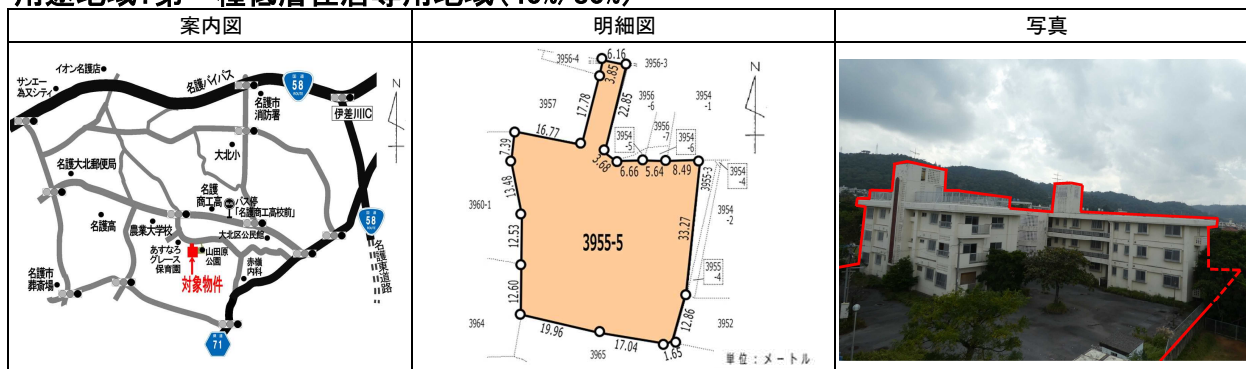 用途地域:第一種低層住居専用地域(40%/80%)
案内図
明細図
写真
イオン名護店
サンエー
為又シティ
名護バイパス
国道
58
ROUTE
N
名護市
消防署
伊差川IC
大北小
名護大北郵便局
名護
商工高
バス停
「名護商工高校前」
国道
58
ROUTE
名護東道路
名護高
農業大学校
大北区公民館
あすなろ
グレース
保育園
山田原
公園
赤嶺
内科
対象物件
名護市
葬斎場
71
3956-4
6.16
3956-3
3.85
N
3957
17.78
22.85
3956
-6
3954
-1
16.77
3954
-5
3956
-7
3954
-6
7.39
3.68
6.66
5.64
8.49
3955-3
3954
-4
13.48
3960-1
3954
-2
12.53
3955-5
33.27
3955
-4
12.60
12.86
3964
19.96
3952
3965
17.04
1.65
単位:メートル